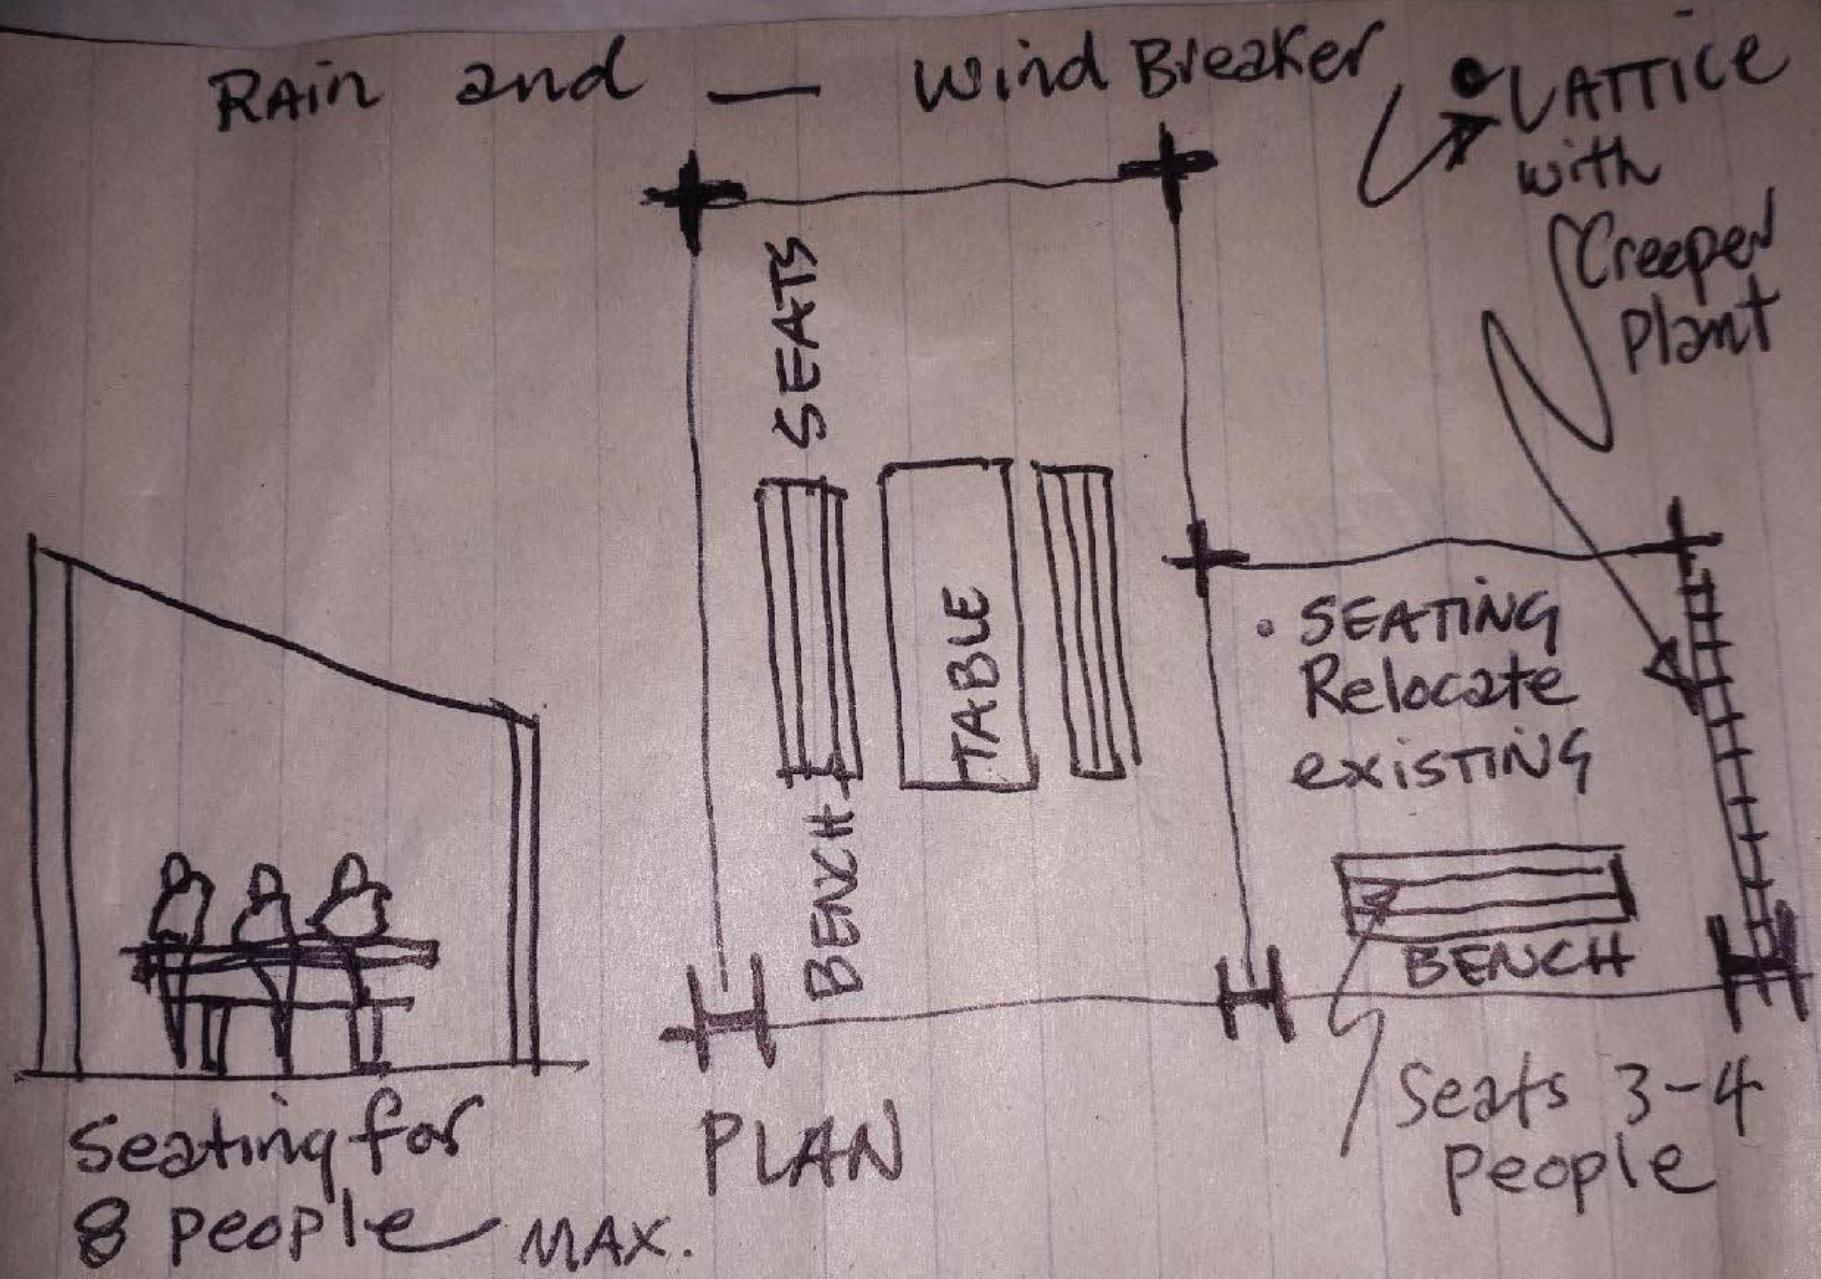 RAin and — Wind Breaker
LATTICE
with
Creeper
Plant
SEATS
TABLE
BENCH
• SEATING
Relocate
existing
BENCH
Seats 3-4
People
Seating for
8 people MAX.
PLAN